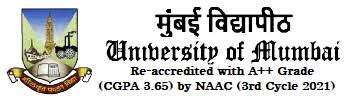 मुंबई विद्यापीठ
University of Mumbai
Re-accredited with A++ Grade
(CGPA 3.65) by NAAC (3rd Cycle 2021)